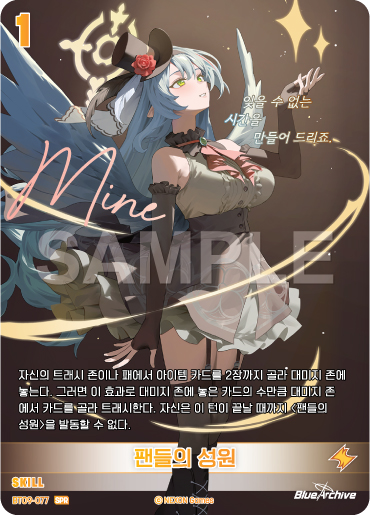 1
잊을 수 없는
시간을
만들어 드리죠.
Mine
SAMPLE
자신의 트래시 존이나 패에서 아이템 카드를 2장까지 골라 대미지 존에
놓는다. 그러면 이 효과로 대미지 존에 놓은 카드의 수만큼 대미지 존
에서 카드를 골라 트래시한다. 자신은 이 턴이 끝날 때까지 <팬들의
성원>을 발동할 수 없다.
팬들의 성원
SKILL
BT09-077 SPR
© NEXON Games
BlueArchive